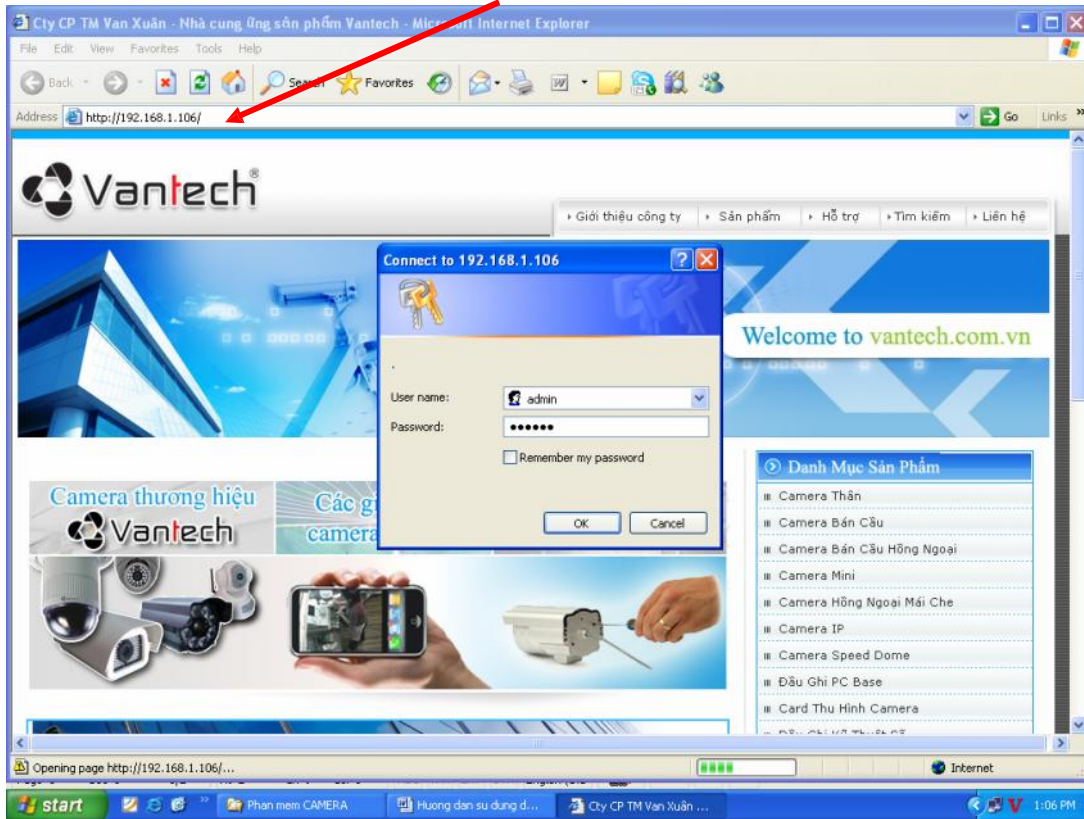 Cty CP TM Van Xuân - Nhà cung ứng sản phẩm Vantech - Microsoft Internet Explorer
File Edit View Favorites Tools Help
Back Search Favorites
Address http://192.168.1.106/ Go Links »
Vantech®
Giới thiệu công ty Sản phẩm Hỗ trợ Tìm kiếm Liên hệ
Connect to 192.168.1.106
Welcome to vantech.com.vn
.
User name: admin
Password: ••••••
Remember my password
OK Cancel
Camera thương hiệu
Vantech
Các gi
camera
Danh Mục Sản Phẩm
Camera Thân
Camera Bán Cầu
Camera Bán Cầu Hồng Ngoại
Camera Mini
Camera Hồng Ngoại Mái Che
Camera IP
Camera Speed Dome
Đầu Ghi PC Base
Card Thu Hình Camera
Opening page http://192.168.1.106/... Internet
start » Phan mem CAMERA Huong dan su dung d... Cty CP TM Van Xuân ... V 1:06 PM